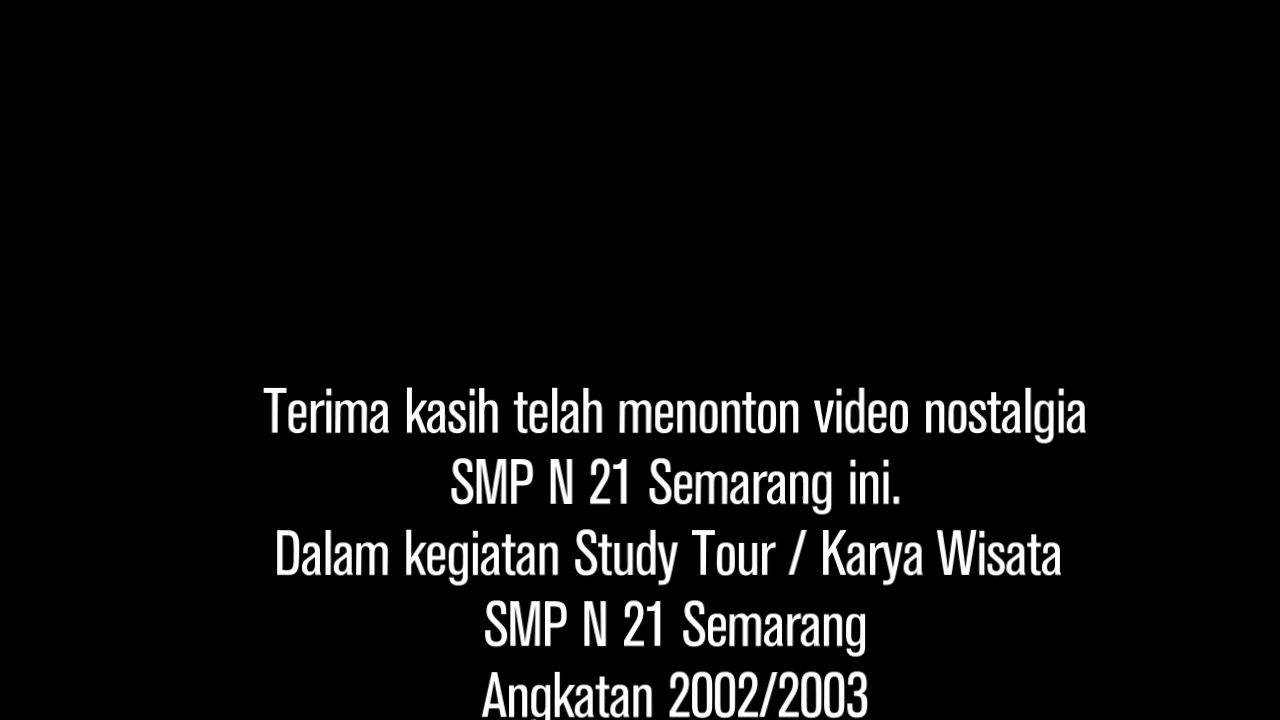 Terima kasih telah menonton video nostalgia
SMP N 21 Semarang ini.
Dalam kegiatan Study Tour / Karya Wisata
SMP N 21 Semarang
Angkatan 2002/2003